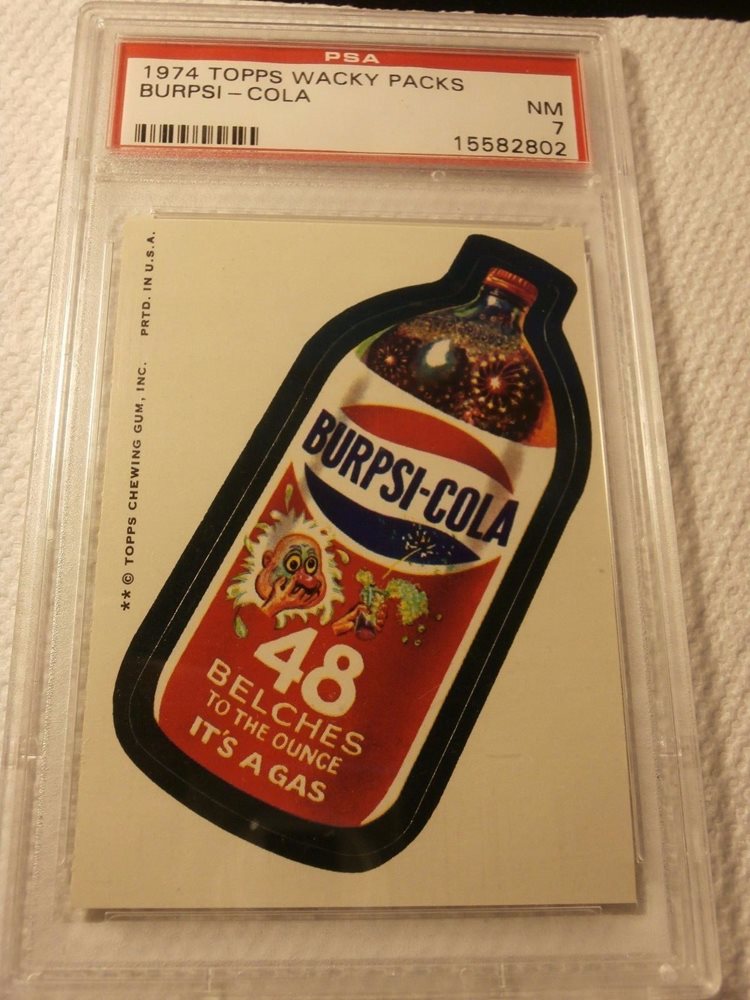 PSA
1974 TOPPS WACKY PACKS
BURPSI-COLA
NM
7
15582802
**© TOPPS CHEWING GUM, INC. PRTD. IN U.S.A.
BURPSI-COLA
48
BELCHES
TO THE OUNCE
IT'S A GAS